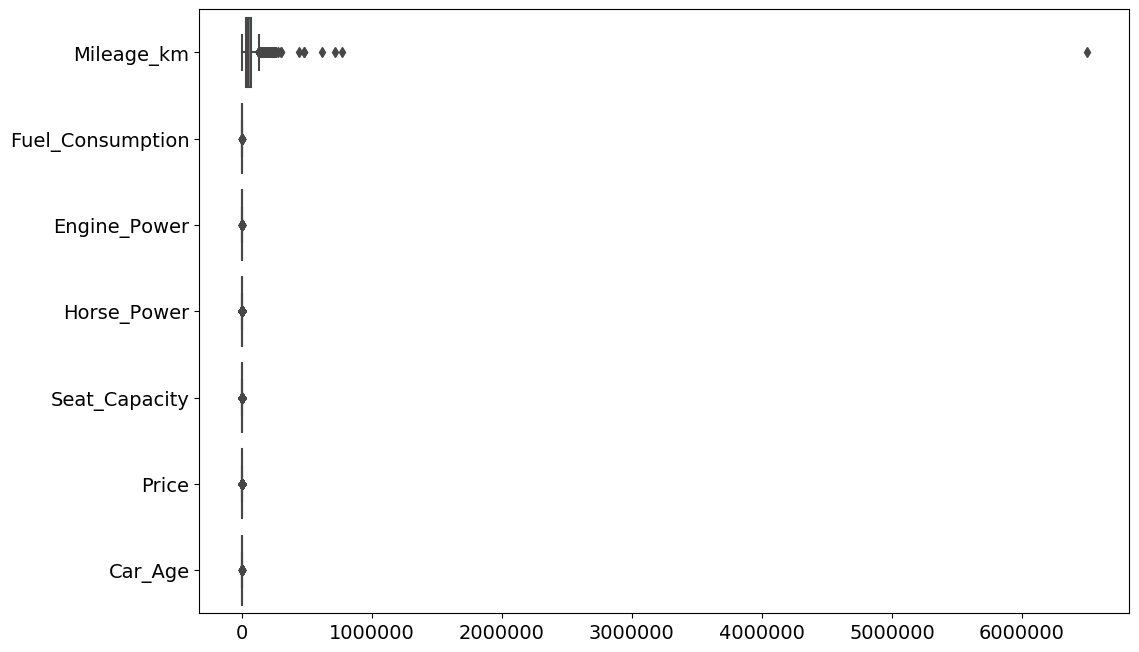 Mileage_km
Fuel_Consumption
Engine_Power
Horse_Power
Seat_Capacity
Price
Car_Age
0 1000000 2000000 3000000 4000000 5000000 6000000